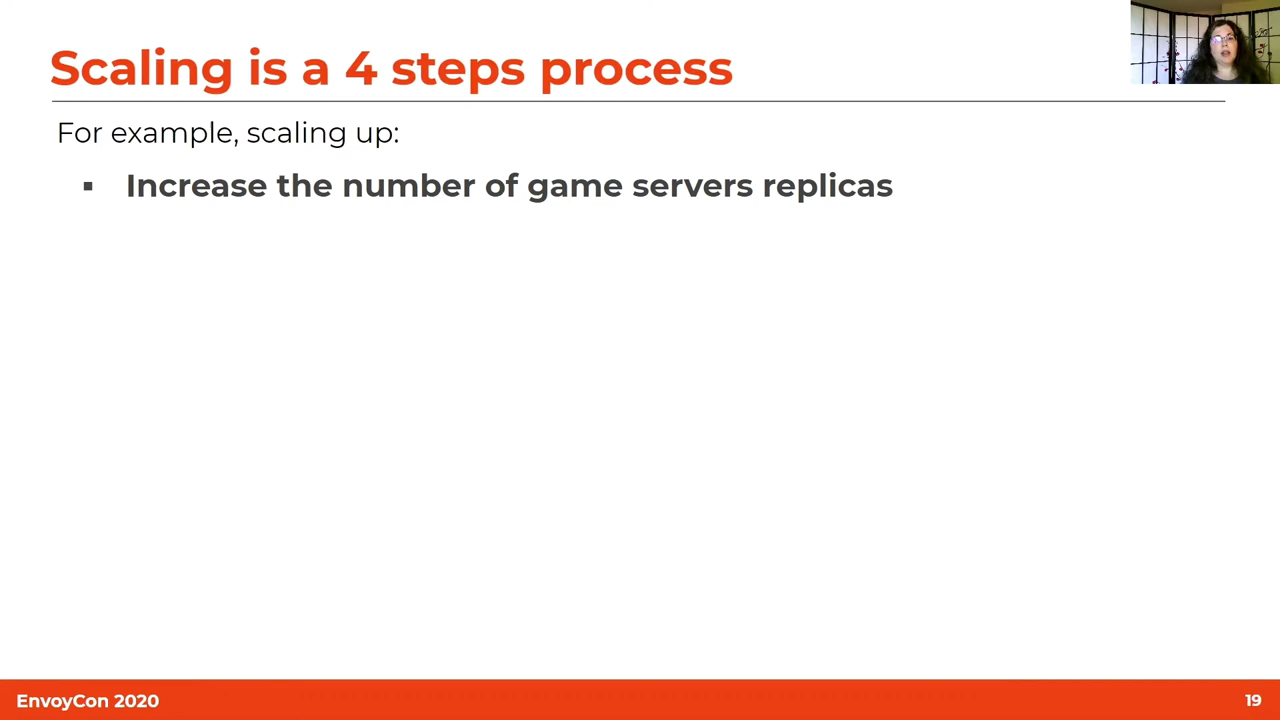 Scaling is a 4 steps process
For example, scaling up:
▪ Increase the number of game servers replicas
EnvoyCon 2020
19